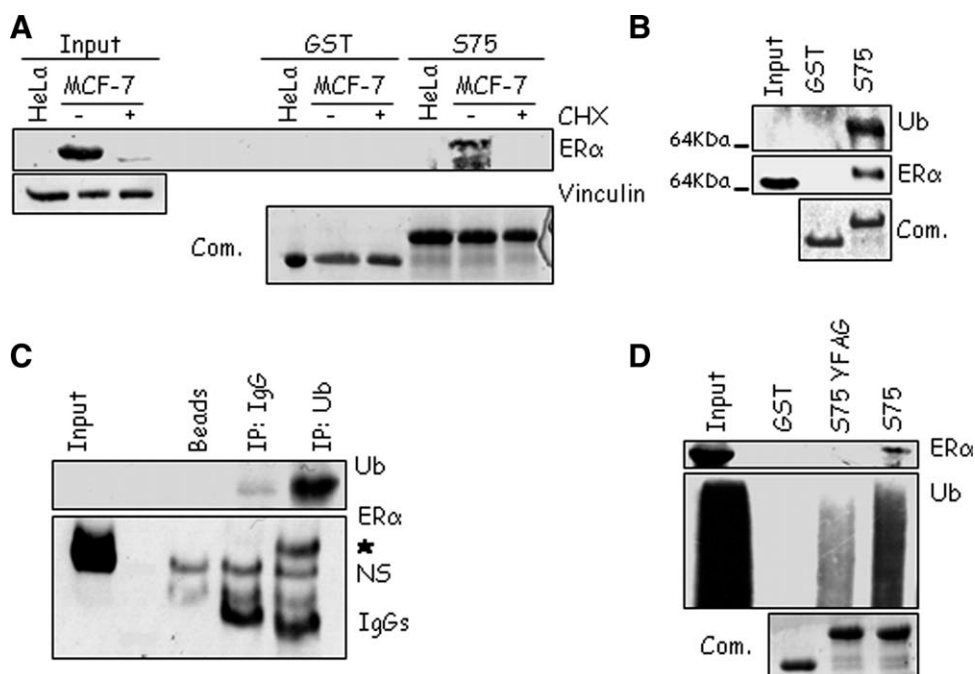 A
Input GST S75
HeLa MCF-7 HeLa MCF-7 HeLa MCF-7
- + - + - + CHX
ERα
Vinculin
Com.
B
Input GST S75
Ub
64KDa
ERα
64KDa
Com.
C
Input Beads IP: IgG IP: Ub
Ub
ERα
*
NS
IgGs
D
Input GST S75 YFAG S75
ERα
Ub
Com.